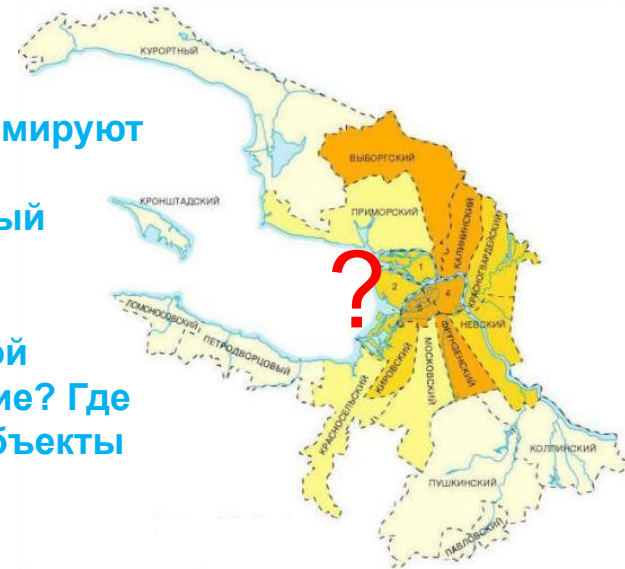 КУРОРТНЫЙ
мируют
ВЫБОРГСКИЙ
ый
КРОНШТАДСКИЙ
ПРИМОРСКИЙ
КАЛИНИНСКИЙ
КРАСНОГВАРДЕЙСКИЙ
?
1
2
4
ЛОМОНОСОВСКИЙ
ПЕТРОДВОРЦОВЫЙ
НЕВСКИЙ
ой
ие? Где
бъекты
КРАСНОСЕЛЬСКИЙ
КИРОВСКИЙ
МОСКОВСКИЙ
ФРУНЗЕНСКИЙ
КОЛПИНСКИЙ
ПУШКИНСКИЙ
ПАВЛОВСКИЙ